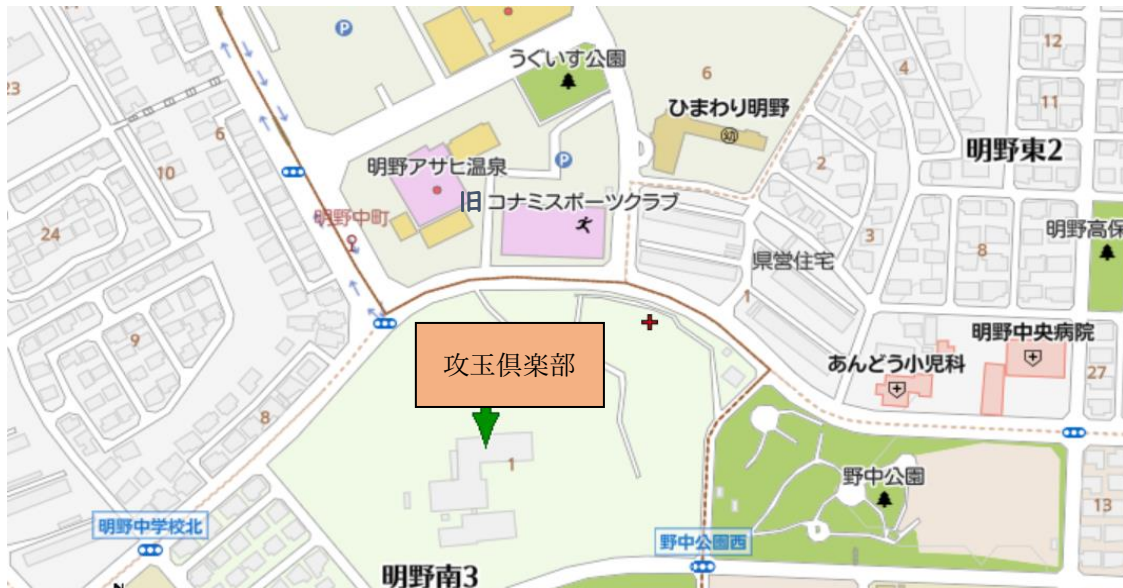 P
うぐいす公園
6
ひまわり明野
幼
4
12
11
明野東2
23
6
10
2
明野アサヒ温泉
P
旧 コナミスポーツクラブ
明野中町
24
3
8
明野高保
県営住宅
1
9
攻玉倶楽部
明野中央病院
あんどう小児科
27
8
1
野中公園
13
明野中学校北
P
野中公園西
明野南3